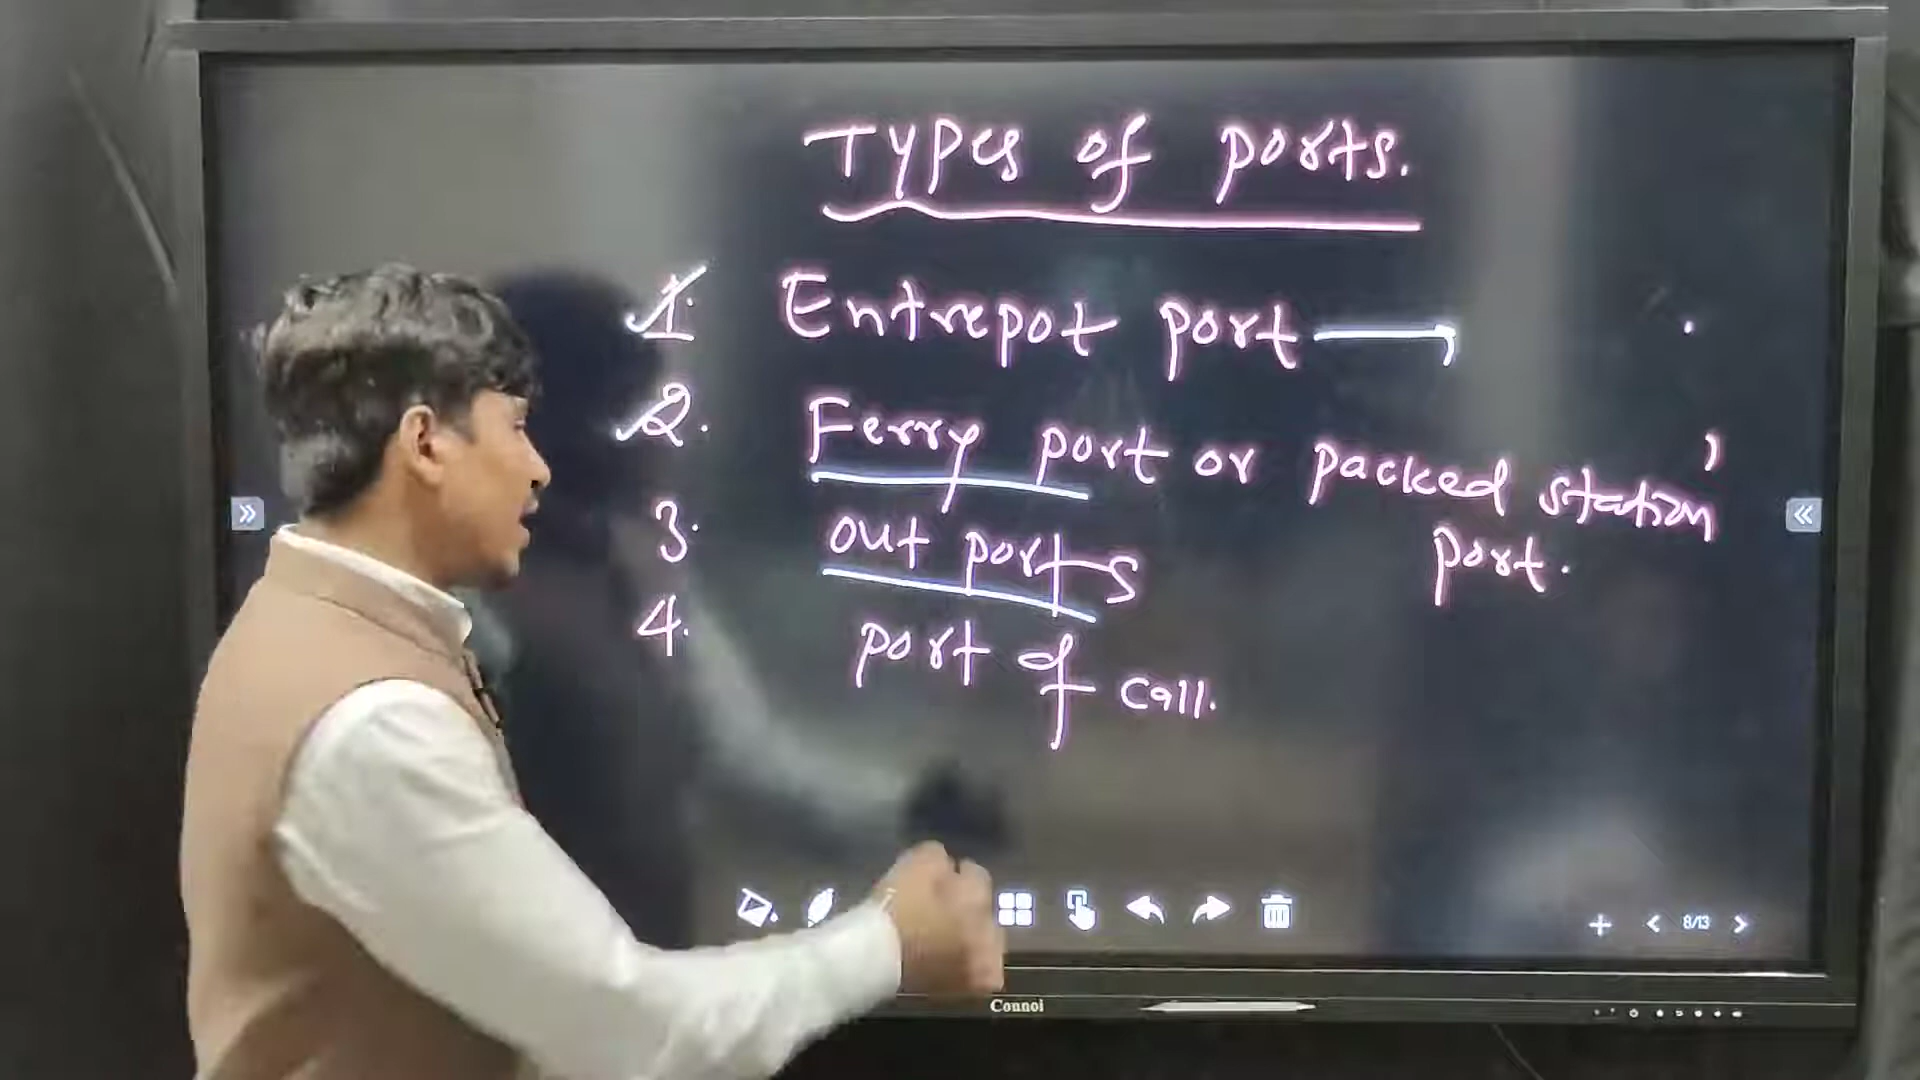 Types of ports.
1. Entrepot port
2. Ferry port or packed station
port.
3. out ports
4. port of call.
8/13
Connoi